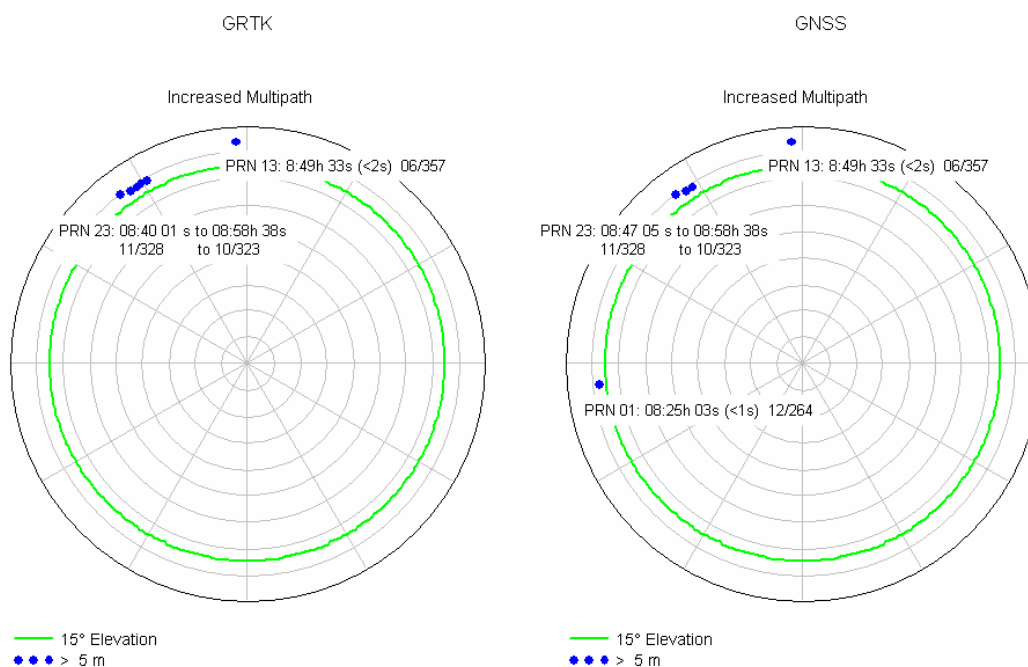 GRTK
Increased Multipath
PRN 13: 8:49h 33s (<2s) 06/357
PRN 23: 08:40 01 s to 08:58h 38s
11/328 to 10/323
15° Elevation
> 5 m
GNSS
Increased Multipath
PRN 13: 8:49h 33s (<2s) 06/357
PRN 23: 08:47 05 s to 08:58h 38s
11/328 to 10/323
PRN 01: 08:25h 03s (<1s) 12/264
15° Elevation
> 5 m